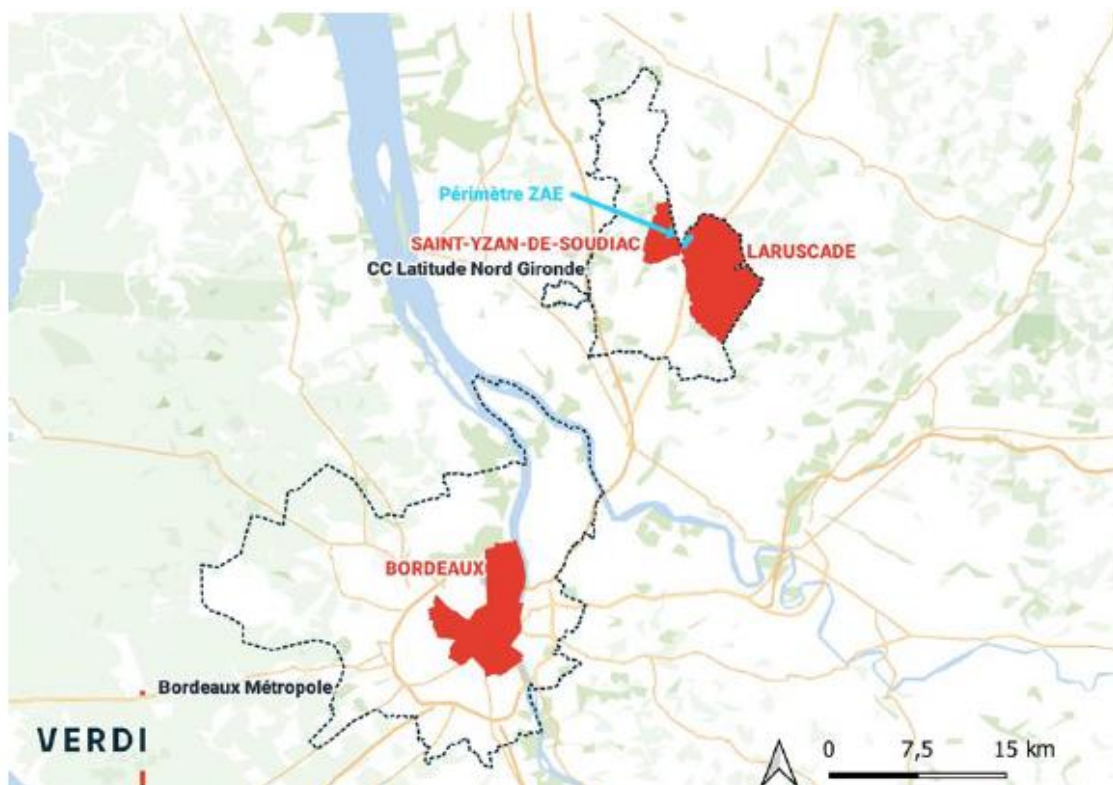 Périmètre ZAE
SAINT-YZAN-DE-SOUDIAC
LARUSCADE
CC Latitude Nord Gironde
BORDEAUX
Bordeaux Métropole
VERDI
0 7,5 15 km